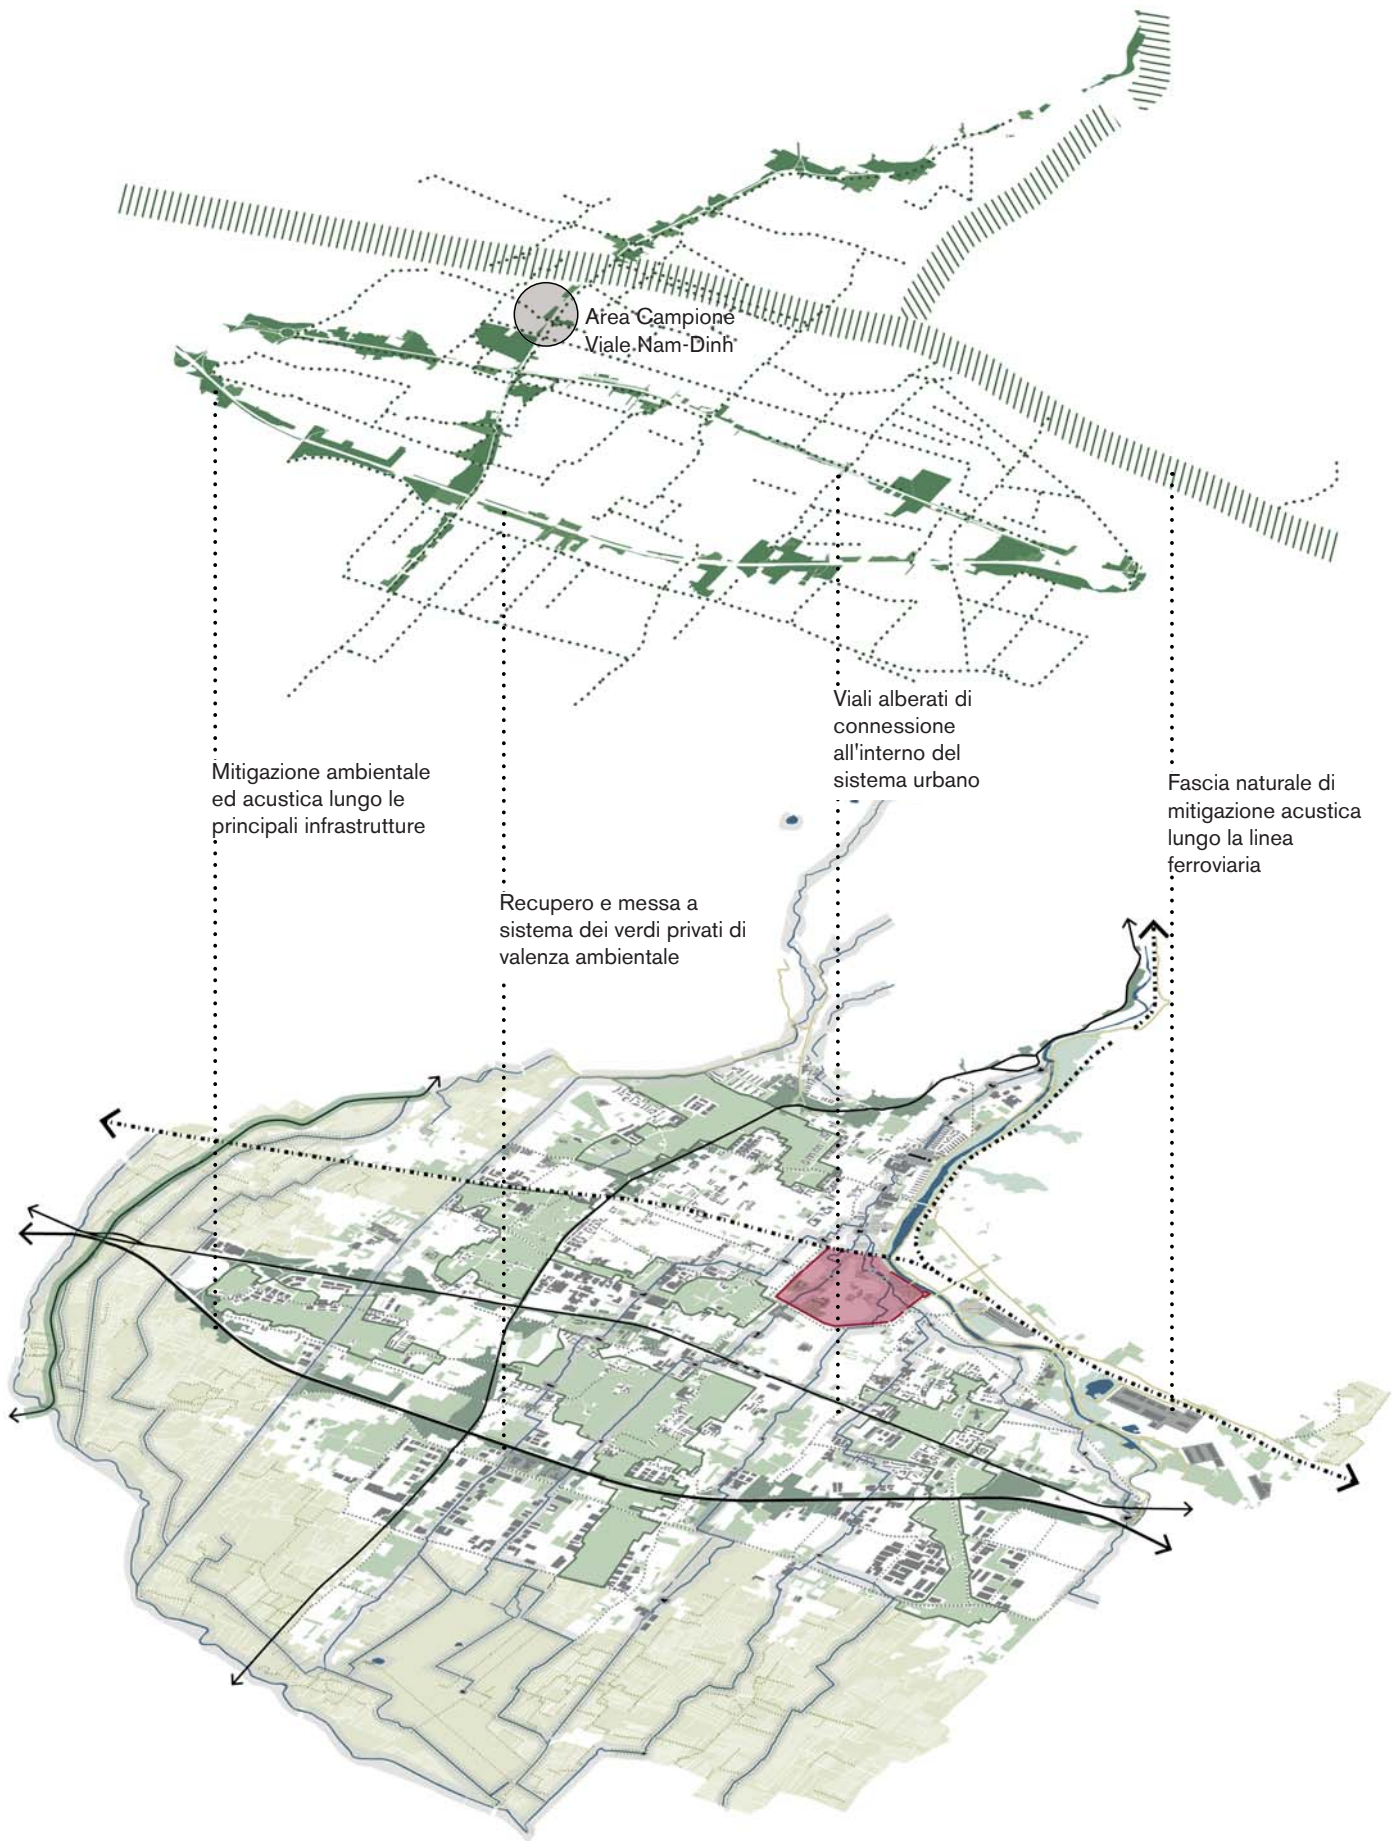 Area Campione
Viale Nam-Dinh
Viali alberati di
connessione
all'interno del
sistema urbano
Mitigazione ambientale
ed acustica lungo le
principali infrastrutture
Fascia naturale di
mitigazione acustica
lungo la linea
ferroviaria
Recupero e messa a
sistema dei verdi privati di
valenza ambientale